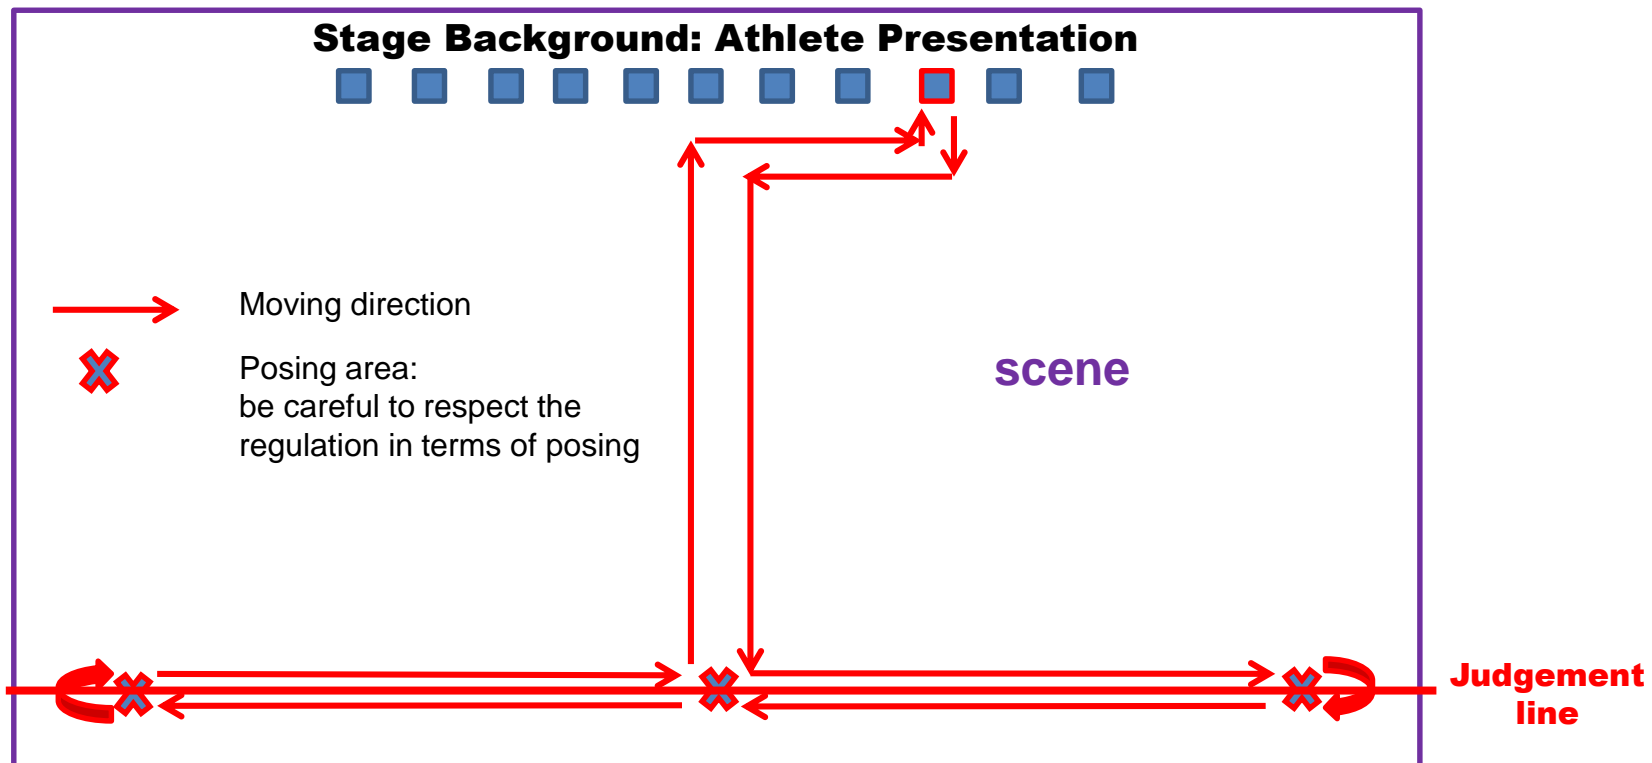 Stage Background: Athlete Presentation
Moving direction
Posing area:
be careful to respect the
regulation in terms of posing
scene
Judgement
line